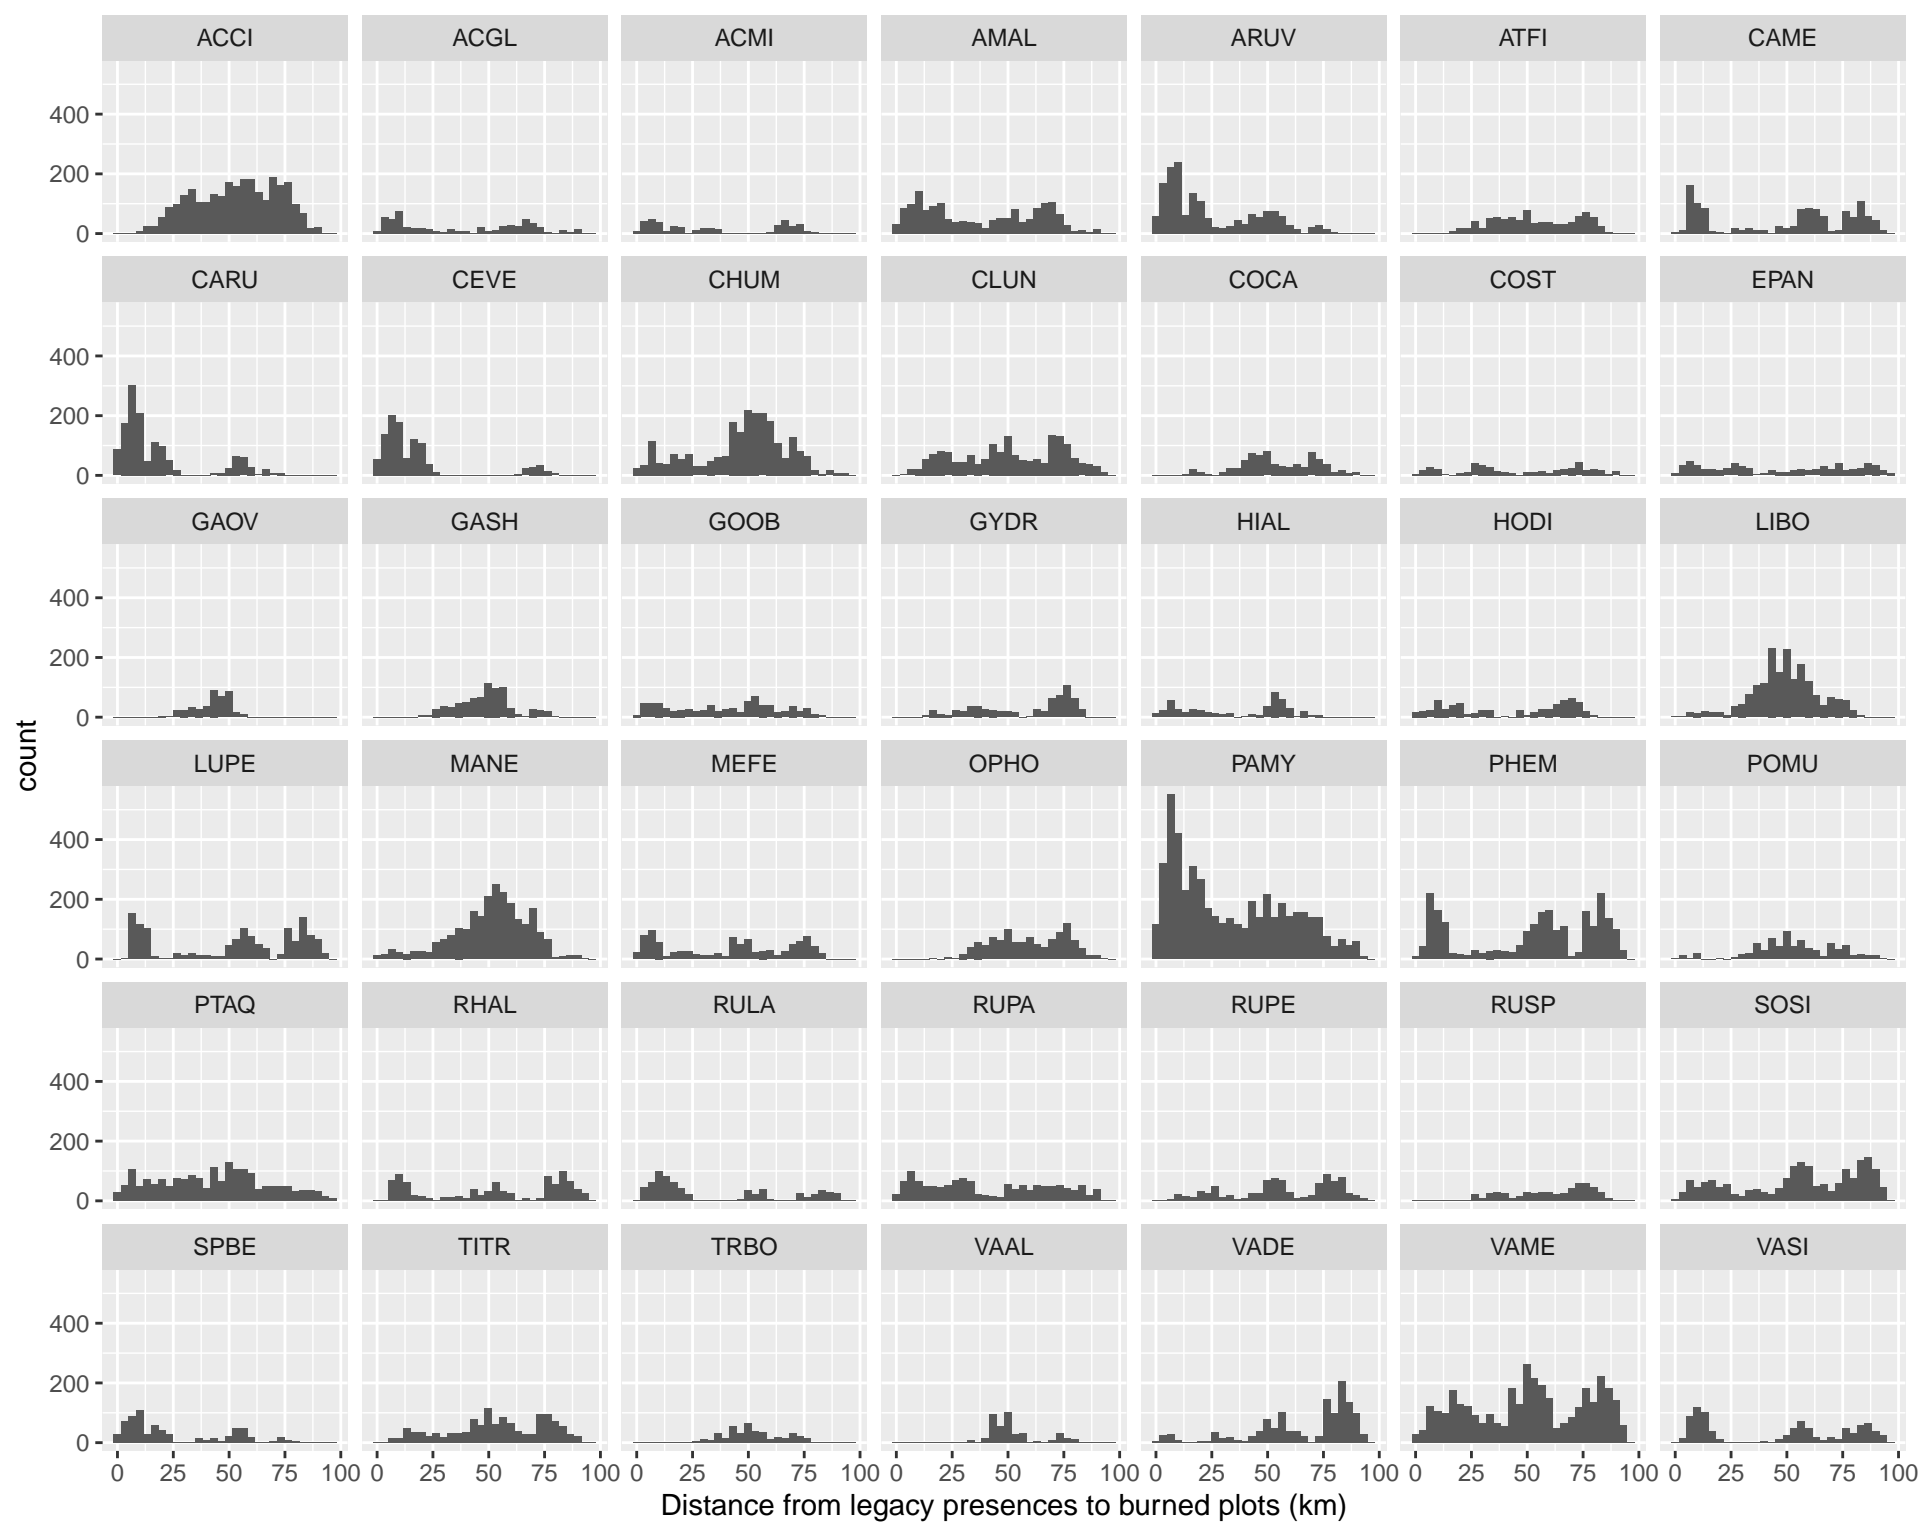 ACCI ACGL ACMI AMAL ARUV ATFI CAME
400
200
0
CARU CEVE CHUM CLUN COCA COST EPAN
400
200
0
GAOV GASH GOOB GYDR HIAL HODI LIBO
400
200
0
count
LUPE MANE MEFE OPHO PAMY PHEM POMU
400
200
0
PTAQ RHAL RULA RUPA RUPE RUSP SOSI
400
200
0
SPBE TITR TRBO VAAL VADE VAME VASI
400
200
0
0 25 50 75 100 0 25 50 75 100 0 25 50 75 100 0 25 50 75 100 0 25 50 75 100 0 25 50 75 100 0 25 50 75 100
Distance from legacy presences to burned plots (km)